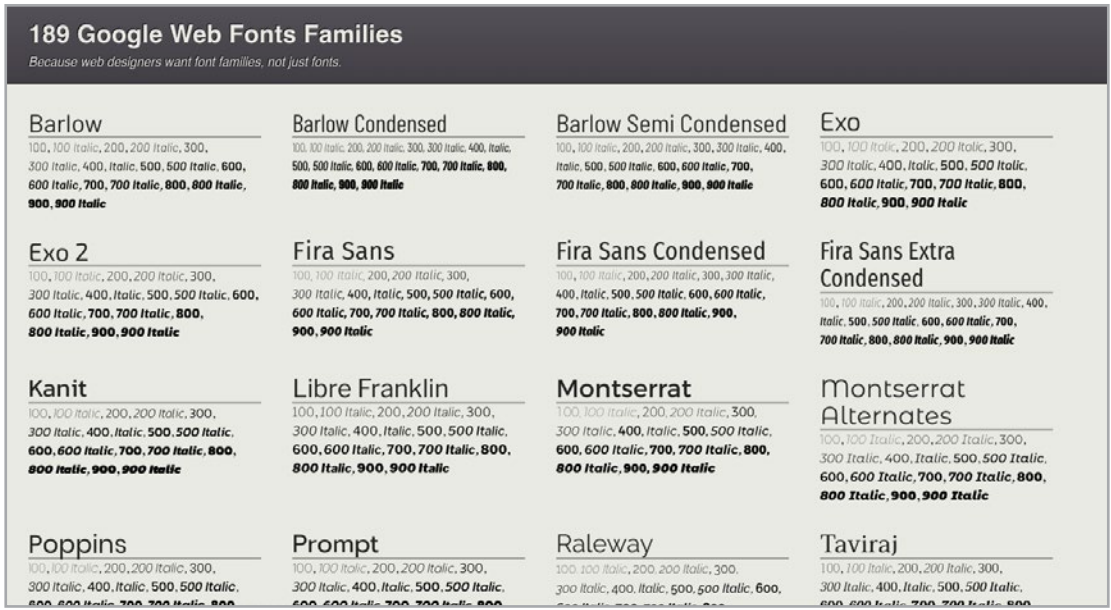 189 Google Web Fonts Families
Because web designers want font families, not just fonts.
Barlow
100, 100 Italic, 200, 200 Italic, 300,
300 Italic, 400, Italic, 500, 500 Italic, 600,
600 Italic, 700, 700 Italic, 800, 800 Italic,
900, 900 Italic
Barlow Condensed
100, 100 Italic, 200, 200 Italic, 300, 300 Italic, 400, Italic,
500, 500 Italic, 600, 600 Italic, 700, 700 Italic, 800,
800 Italic, 900, 900 Italic
Barlow Semi Condensed
100, 100 Italic, 200, 200 Italic, 300, 300 Italic, 400,
Italic, 500, 500 Italic, 600, 600 Italic, 700,
700 Italic, 800, 800 Italic, 900, 900 Italic
Exo
100, 100 Italic, 200, 200 Italic, 300,
300 Italic, 400, Italic, 500, 500 Italic,
600, 600 Italic, 700, 700 Italic, 800,
800 Italic, 900, 900 Italic
Exo 2
100, 100 Italic, 200, 200 Italic, 300,
300 Italic, 400, Italic, 500, 500 Italic, 600,
600 Italic, 700, 700 Italic, 800,
800 Italic, 900, 900 Italic
Fira Sans
100, 100 Italic, 200, 200 Italic, 300,
300 Italic, 400, Italic, 500, 500 Italic, 600,
600 Italic, 700, 700 Italic, 800, 800 Italic,
900, 900 Italic
Fira Sans Condensed
100, 100 Italic, 200, 200 Italic, 300, 300 Italic,
400, Italic, 500, 500 Italic, 600, 600 Italic,
700, 700 Italic, 800, 800 Italic, 900,
900 Italic
Fira Sans Extra
Condensed
100, 100 Italic, 200, 200 Italic, 300, 300 Italic, 400,
Italic, 500, 500 Italic, 600, 600 Italic, 700,
700 Italic, 800, 800 Italic, 900, 900 Italic
Kanit
100, 100 Italic, 200, 200 Italic, 300,
300 Italic, 400, Italic, 500, 500 Italic,
600, 600 Italic, 700, 700 Italic, 800,
800 Italic, 900, 900 Italic
Libre Franklin
100, 100 Italic, 200, 200 Italic, 300,
300 Italic, 400, Italic, 500, 500 Italic,
600, 600 Italic, 700, 700 Italic, 800,
800 Italic, 900, 900 Italic
Montserrat
100, 100 Italic, 200, 200 Italic, 300,
300 Italic, 400, Italic, 500, 500 Italic,
600, 600 Italic, 700, 700 Italic, 800,
800 Italic, 900, 900 Italic
Montserrat
Alternates
100, 100 Italic, 200, 200 Italic, 300,
300 Italic, 400, Italic, 500, 500 Italic,
600, 600 Italic, 700, 700 Italic, 800,
800 Italic, 900, 900 Italic
Poppins
100, 100 Italic, 200, 200 Italic, 300,
300 Italic, 400, Italic, 500, 500 Italic,
600, 600 Italic, 700, 700 Italic, 800,
Prompt
100, 100 Italic, 200, 200 Italic, 300,
300 Italic, 400, Italic, 500, 500 Italic,
600, 600 Italic, 700, 700 Italic, 800,
Raleway
100, 100 Italic, 200, 200 Italic, 300,
300 Italic, 400, Italic, 500, 500 Italic, 600,
Taviraj
100, 100 Italic, 200, 200 Italic, 300,
300 Italic, 400, Italic, 500, 500 Italic,
600, 600 Italic, 700, 700 Italic, 800,